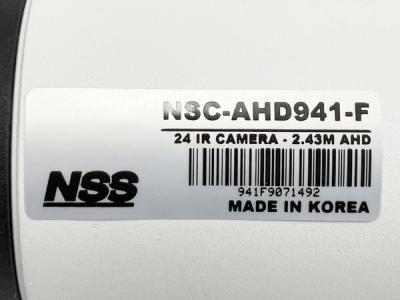 NSC-AHD941-F
24 IR CAMERA - 2.43M AHD
941F9071492
NSS
MADE IN KOREA